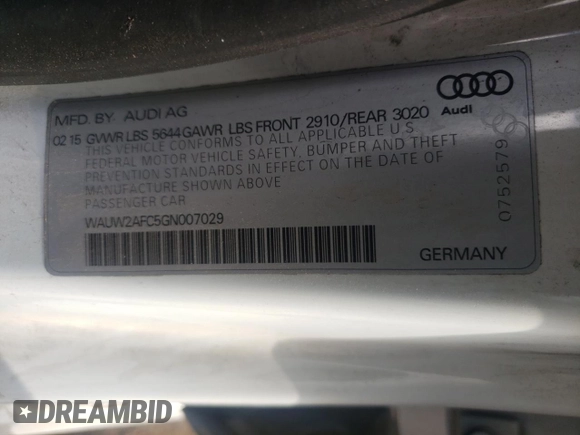 MFD. BY AUDI AG
02 15 GVWR LBS 5644 GAWR LBS FRONT 2910/REAR 3020
Audi
THIS VEHICLE CONFORMS TO ALL APPLICABLE U.S.
FEDERAL MOTOR VEHICLE SAFETY, BUMPER AND THEFT
PREVENTION STANDARDS IN EFFECT ON THE DATE OF
MANUFACTURE SHOWN ABOVE
PASSENGER CAR
WAUW2AFC5GN007029
GERMANY
0752579
DREAMBID